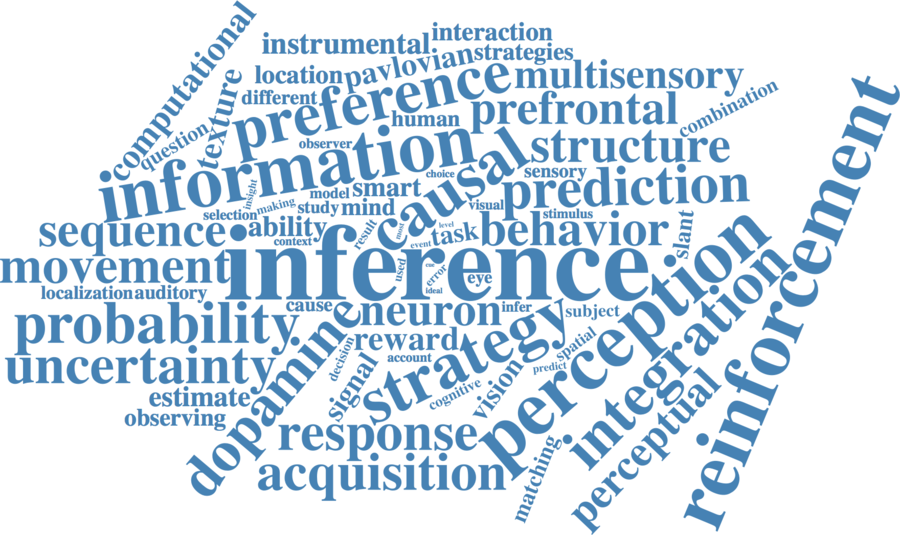 computational
instrumental
interaction
location
pavlovian
strategies
texture
different
preference
multisensory
combination
question
human
prefrontal
observer
information
causal
structure
choice
sensory
insight
model
smart
prediction
selection
making
study
mind
visual
stimulus
sequence
ability
result
most
level
task
behavior
slant
context
event
movement
inference
used
cue
error
eye
ideal
localization
auditory
cause
neuron
infer
subject
perception
integration
reinforcement
probability
dopamine
reward
strategy
spatial
uncertainty
decision
signal
account
predict
estimate
cognitive
vision
observing
response
perceptual
acquisition
matching